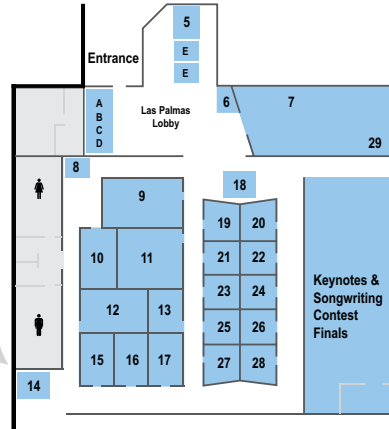 5
Entrance
E
E
A
B
C
D
Las Palmas
Lobby
6
7
29
8
18
9
19
20
10
11
21
22
23
24
Keynotes &
Songwriting
Contest
Finals
12
13
25
26
15
16
17
27
28
14